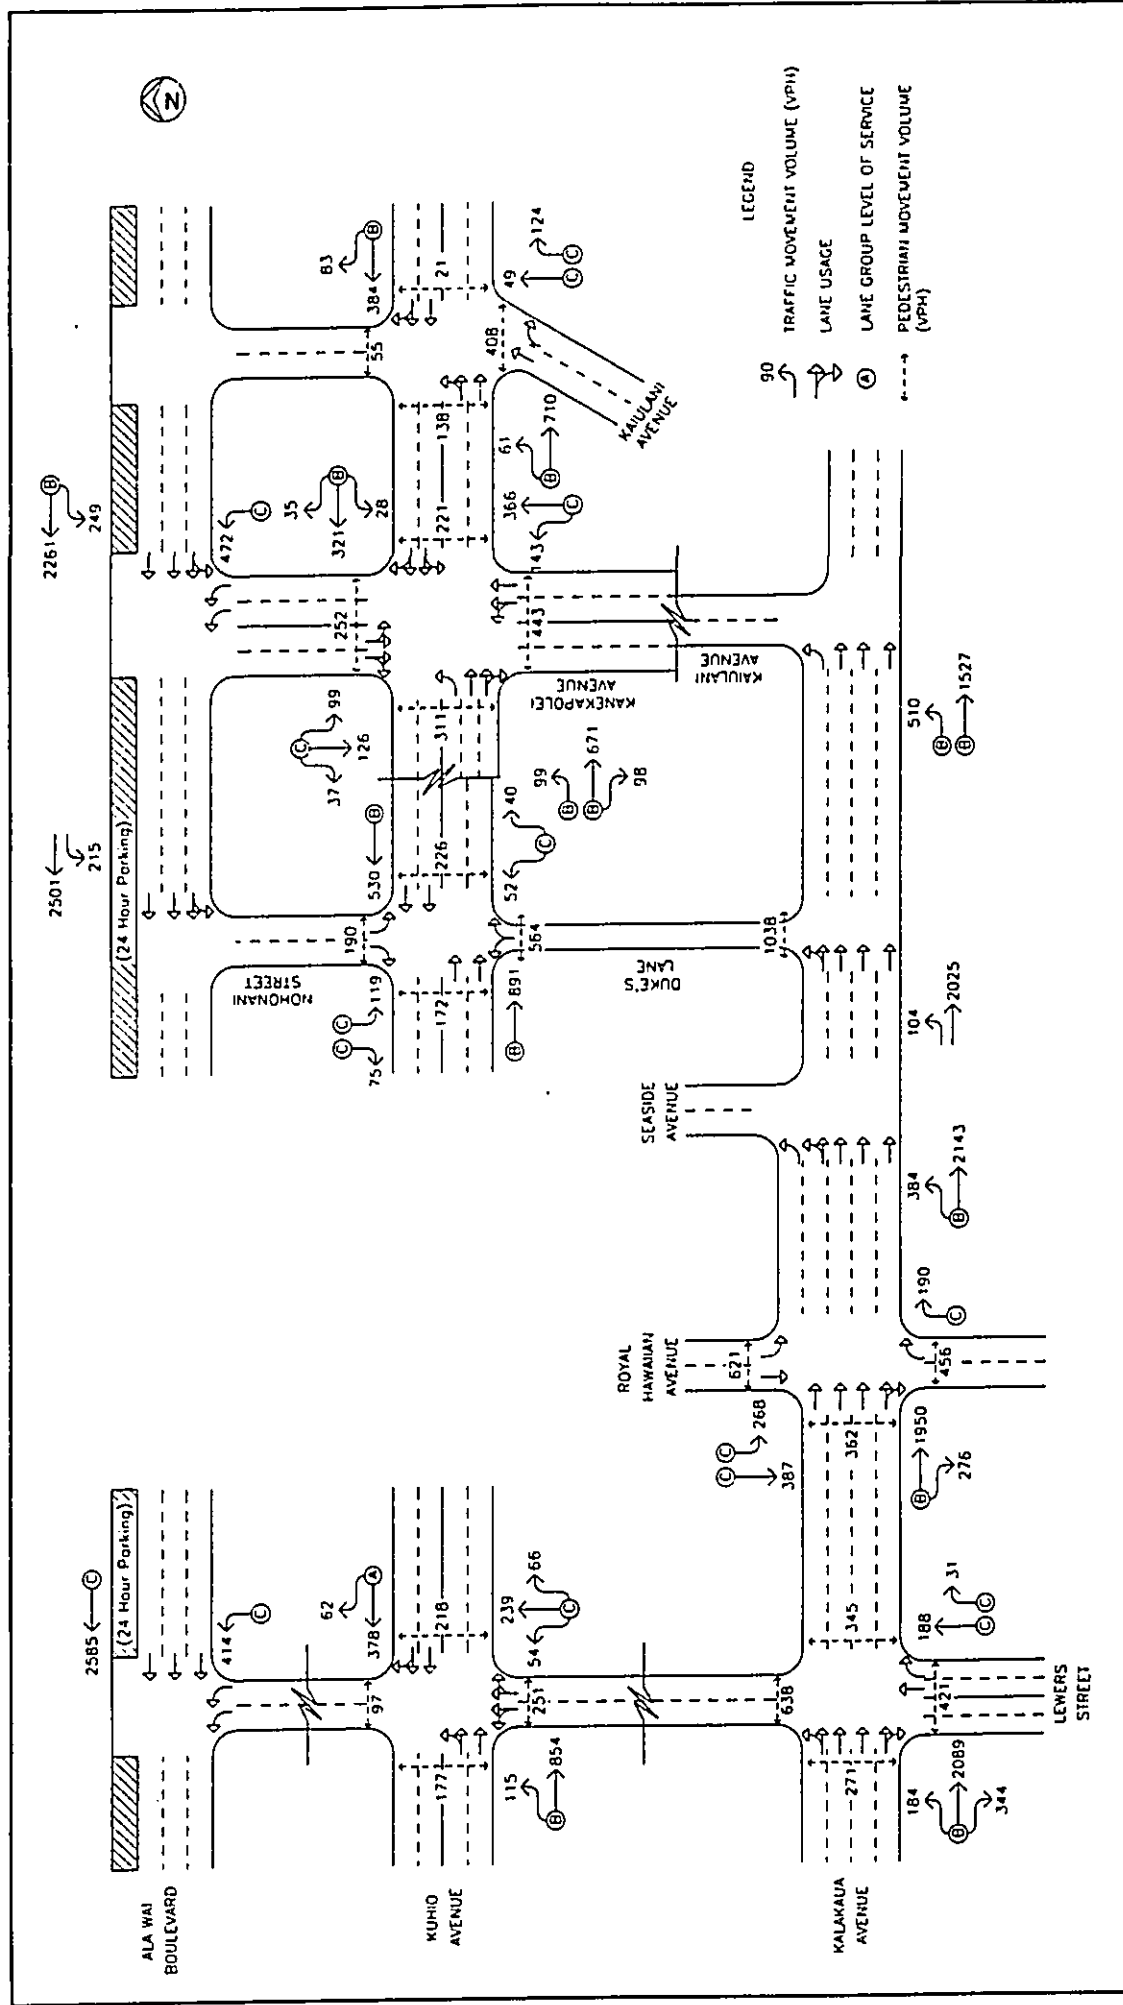 ALA WAI
BOULEVARD
KUHIO
AVENUE
KALAKAUA
AVENUE
2585
C
(24 Hour Parking)
414
C
62
378
A
97
218
239
66
54
C
251
177
115
854
B
638
345
188
31
C
C
421
LEWERS
STREET
271
184
2089
344
B
ROYAL
HAWAIIAN
AVENUE
621
268
387
C
C
362
1950
276
B
456
190
C
SEASIDE
AVENUE
384
2143
B
104
2025
2501
215
(24 Hour Parking)
NOHONANI
STREET
190
119
75
C
C
172
891
B
530
B
226
52
40
C
564
DUKE'S
LANE
1038
99
126
37
C
311
99
671
98
B
B
KANEKAPOLEI
AVENUE
KAIULANI
AVENUE
443
510
1527
B
B
2261
249
B
472
C
252
35
321
28
B
221
138
366
143
C
61
710
B
KAIULANI
AVENUE
408
55
83
384
B
21
49
124
C
C
N
LEGEND
90
TRAFFIC MOVEMENT VOLUME (VPH)
LANE USAGE
A
LANE GROUP LEVEL OF SERVICE
PEDESTRIAN MOVEMENT VOLUME
(VPH)